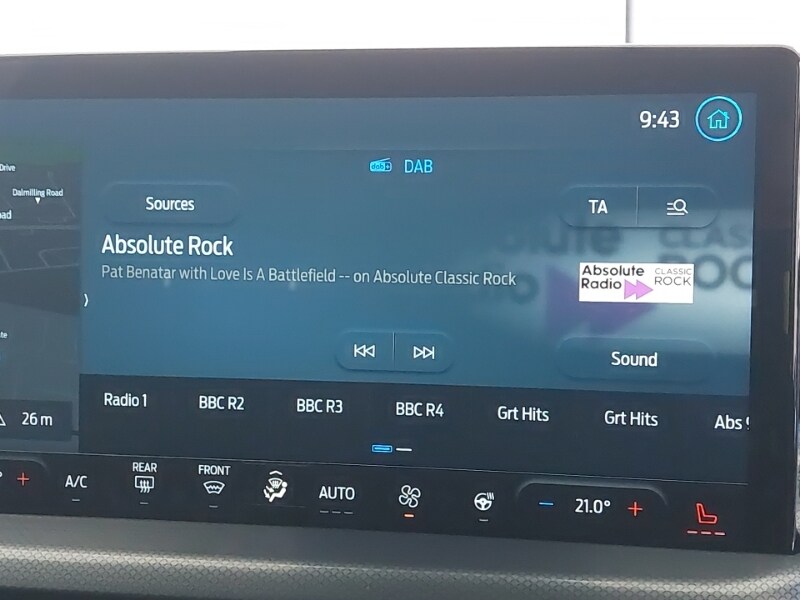 9:43
DAB
Drive
Dalmilling Road
oad
Sources
TA
Absolute Rock
Pat Benatar with Love Is A Battlefield -- on Absolute Classic Rock
Absolute Radio
CLASSIC ROCK
Sound
26 m
Radio 1
BBC R2
BBC R3
BBC R4
Grt Hits
Grt Hits
Abs
A/C
REAR
FRONT
AUTO
21.0°